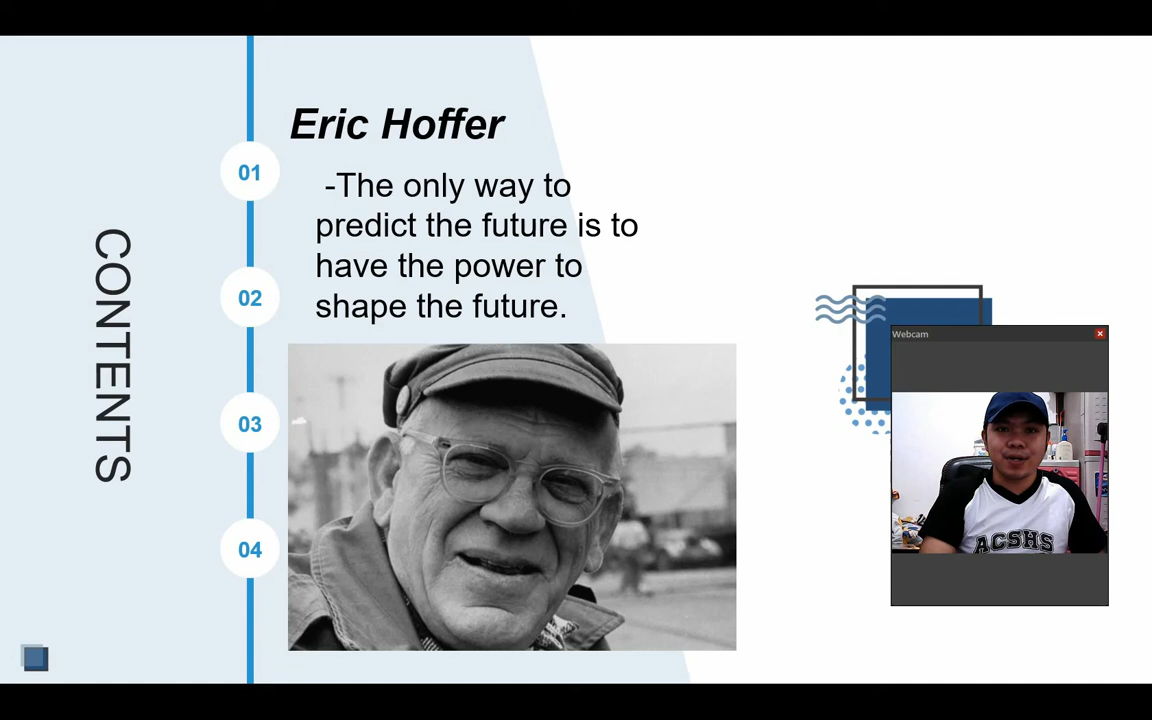 Eric Hoffer
01
-The only way to
predict the future is to
have the power to
shape the future.
02
03
04
CONTENTS
Webcam
ACSHS